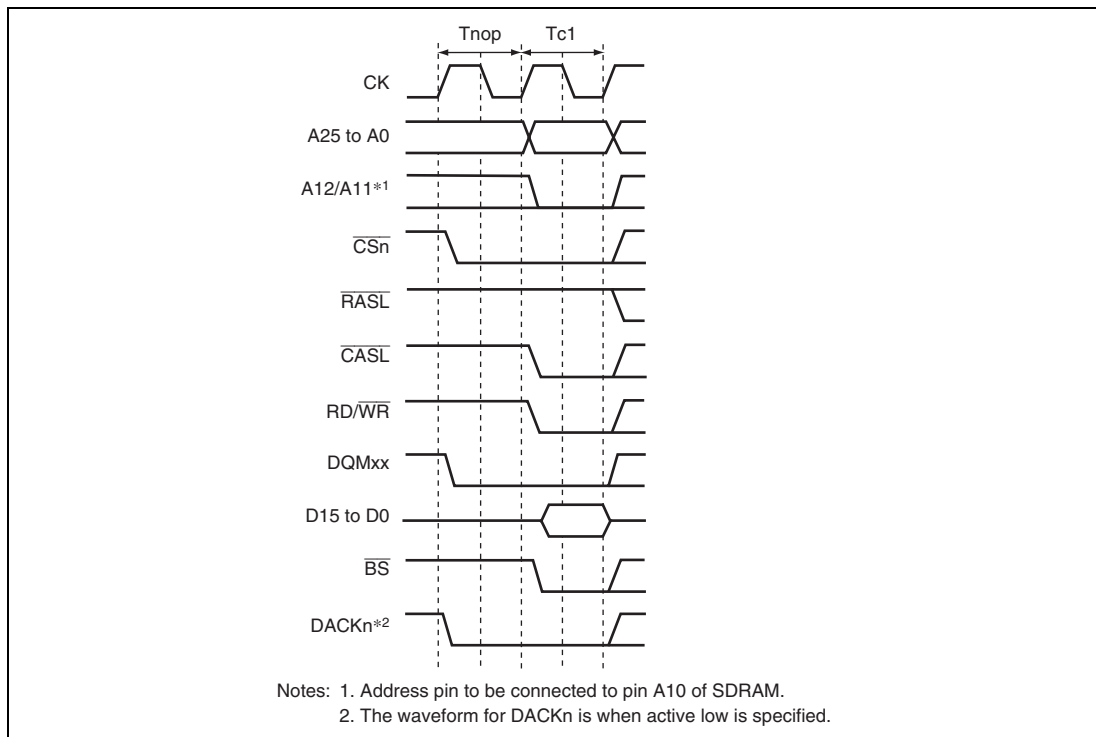 Tnop Tc1
CK
A25 to A0
A12/A11*1
CSn
RASL
CASL
RD/WR
DQMxx
D15 to D0
BS
DACKn*2
Notes: 1. Address pin to be connected to pin A10 of SDRAM.
2. The waveform for DACKn is when active low is specified.